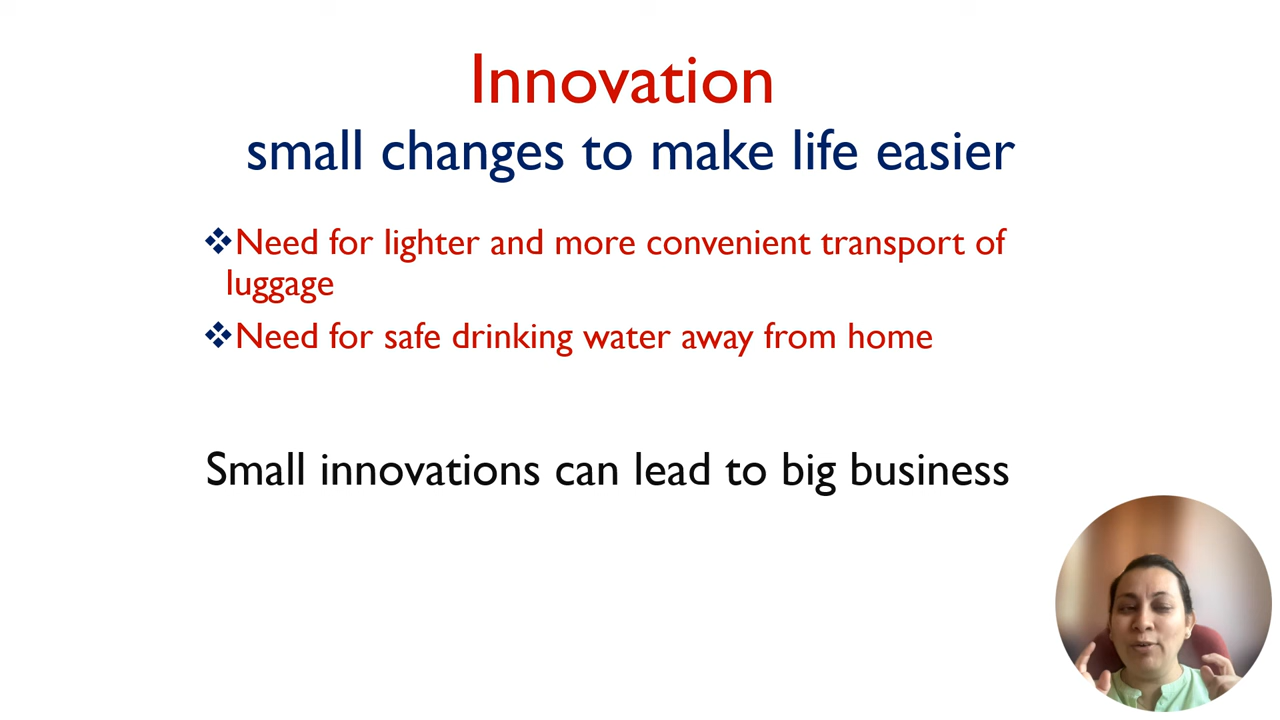 Innovation
small changes to make life easier
❖Need for lighter and more convenient transport of
luggage
❖Need for safe drinking water away from home
Small innovations can lead to big business